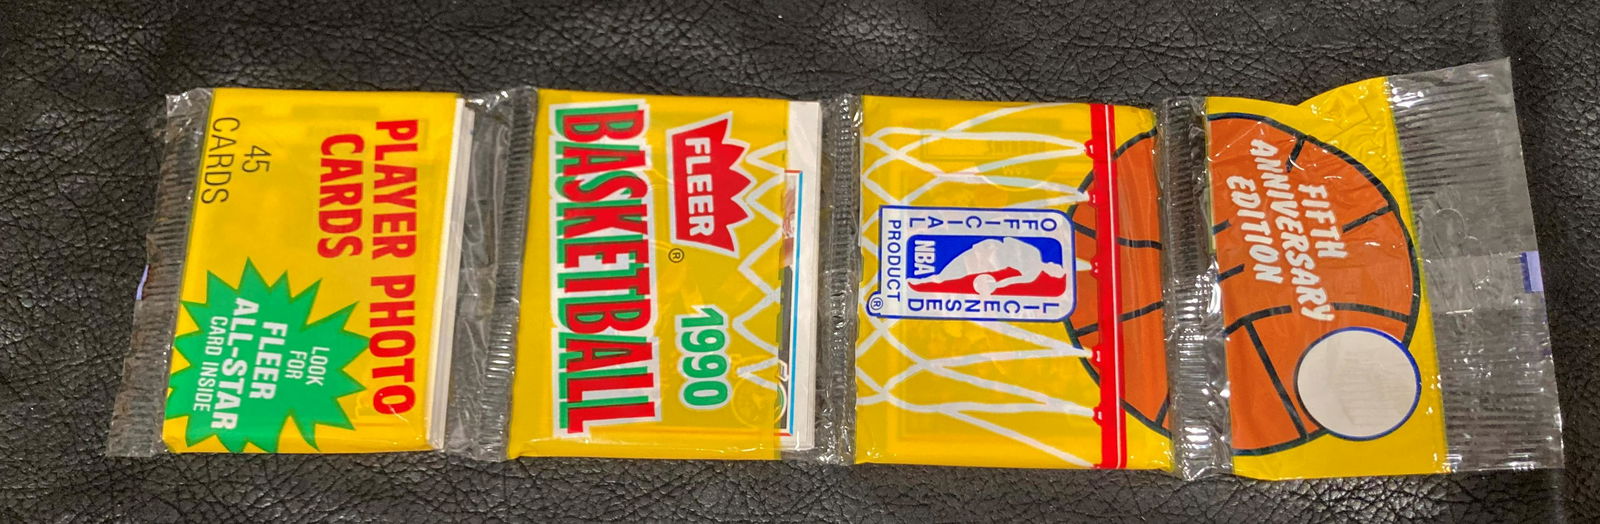 FIFTH
ANNIVERSARY
EDITION
OFFICIAL
LICENSED
NBA
PRODUCT
®
FLEER
®
1990
BASKETBALL
PLAYER PHOTO
CARDS
45
CARDS
LOOK
FOR
FLEER
ALL-STAR
CARD INSIDE